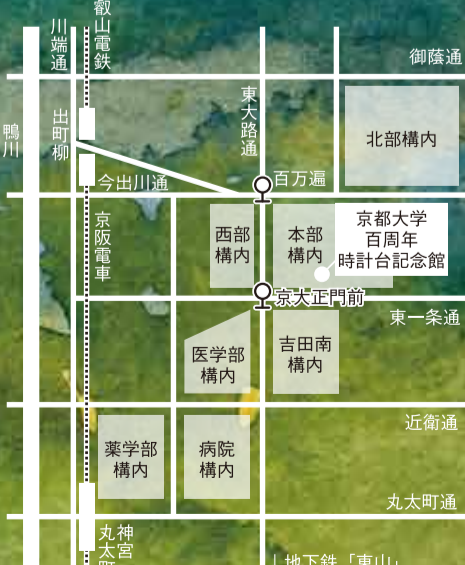 叡山電鉄
川端通
御蔭通
東大路通
出町柳
鴨川
北部構内
百万遍
今出川通
京都大学
百周年
時計台記念館
京阪電車
西部
構内
本部
構内
京大正門前
東一条通
吉田南
構内
医学部
構内
近衛通
薬学部
構内
病院
構内
丸太町通
神宮
丸太町
地下鉄「東山」